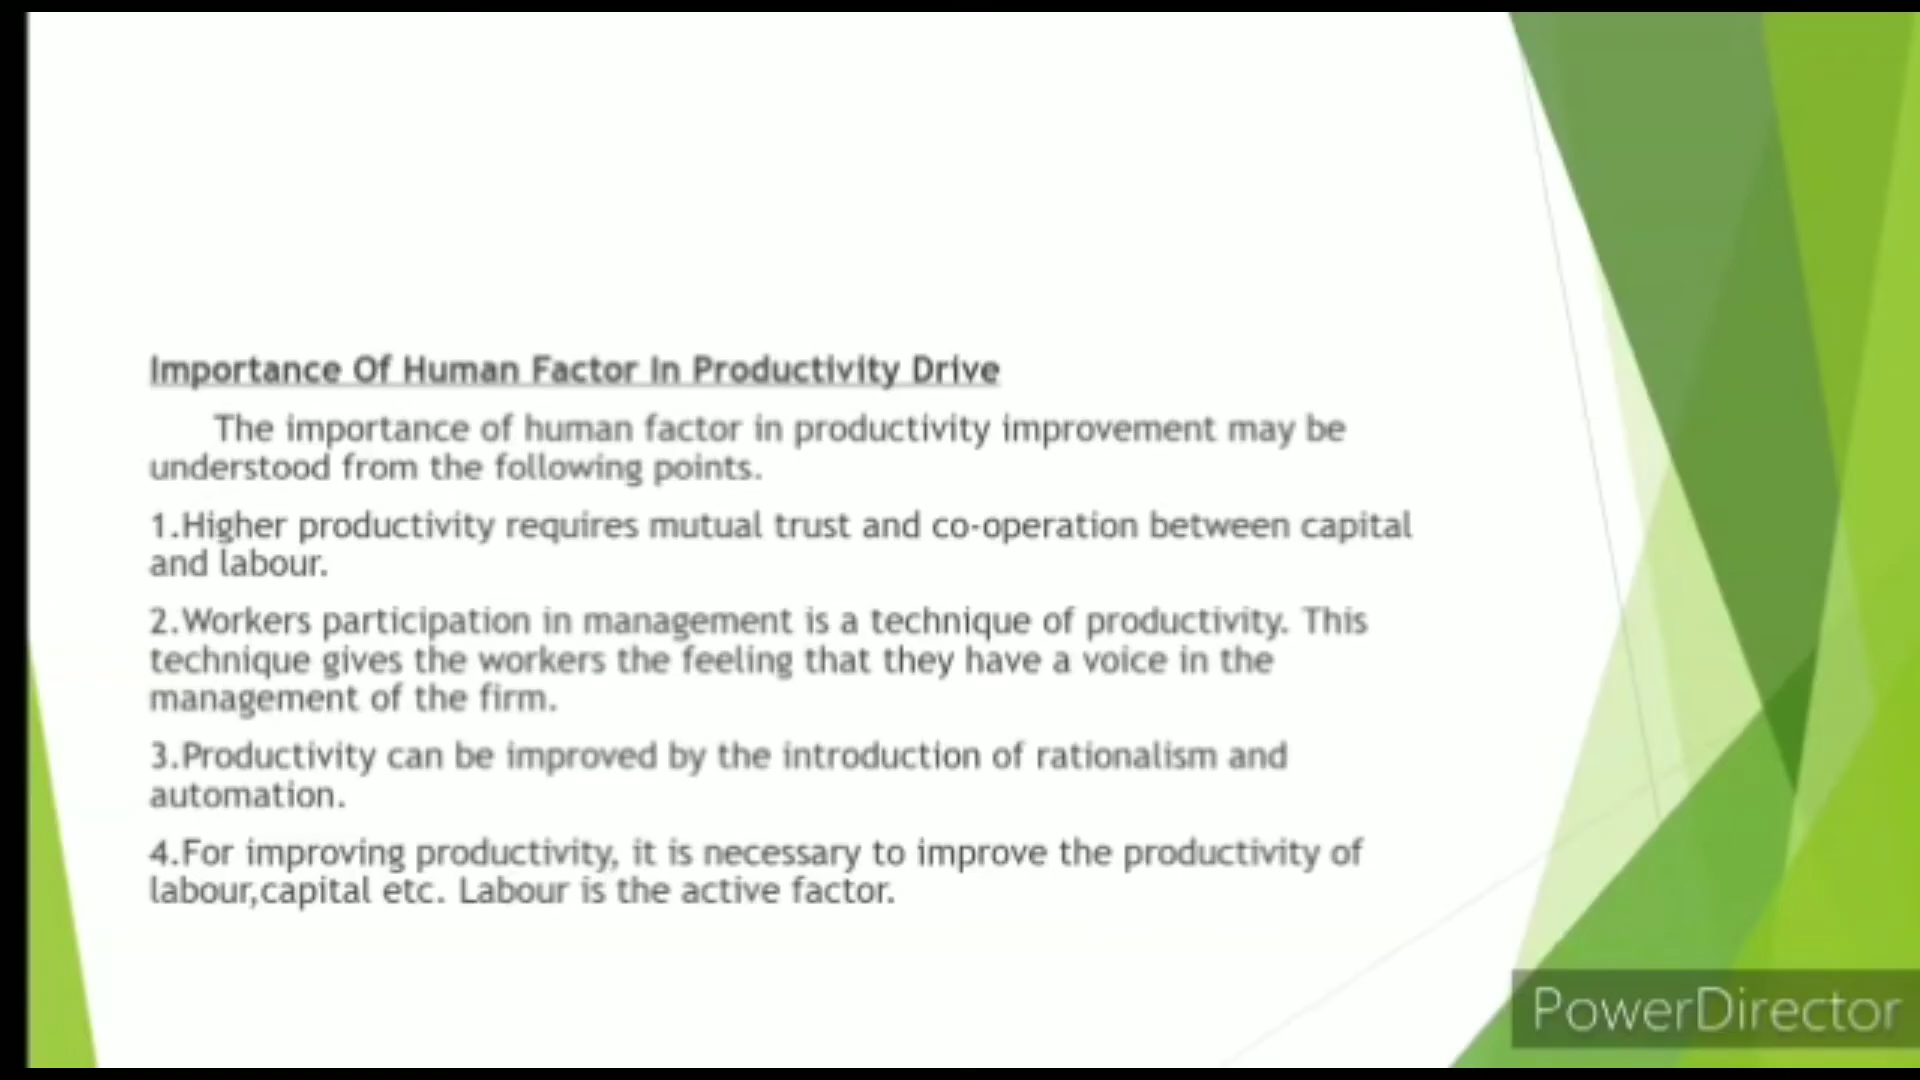 Importance Of Human Factor In Productivity Drive
The importance of human factor in productivity improvement may be
understood from the following points.
1.Higher productivity requires mutual trust and co-operation between capital
and labour.
2.Workers participation in management is a technique of productivity. This
technique gives the workers the feeling that they have a voice in the
management of the firm.
3.Productivity can be improved by the introduction of rationalism and
automation.
4.For improving productivity, it is necessary to improve the productivity of
labour,capital etc. Labour is the active factor.
PowerDirector